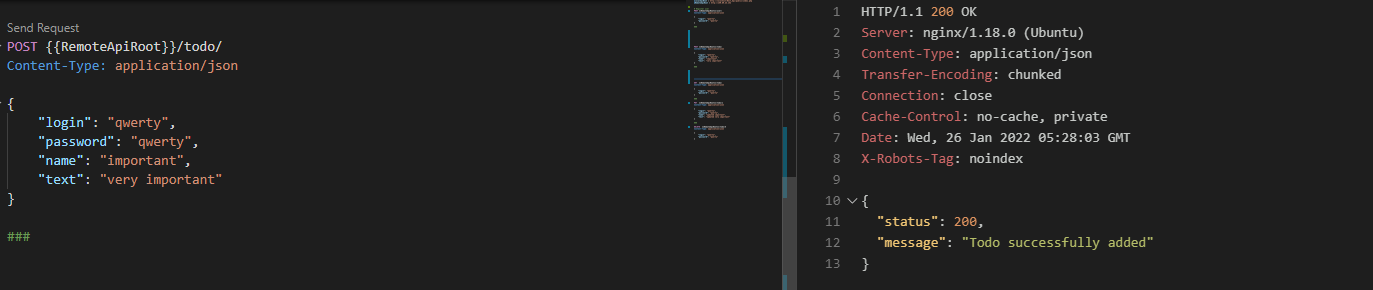 Send Request
POST {{RemoteApiRoot}}/todo/
Content-Type: application/json
{
"login": "qwerty",
"password": "qwerty",
"name": "important",
"text": "very important"
}
###
1 HTTP/1.1 200 OK
2 Server: nginx/1.18.0 (Ubuntu)
3 Content-Type: application/json
4 Transfer-Encoding: chunked
5 Connection: close
6 Cache-Control: no-cache, private
7 Date: Wed, 26 Jan 2022 05:28:03 GMT
8 X-Robots-Tag: noindex
9
10 {
11 "status": 200,
12 "message": "Todo successfully added"
13 }